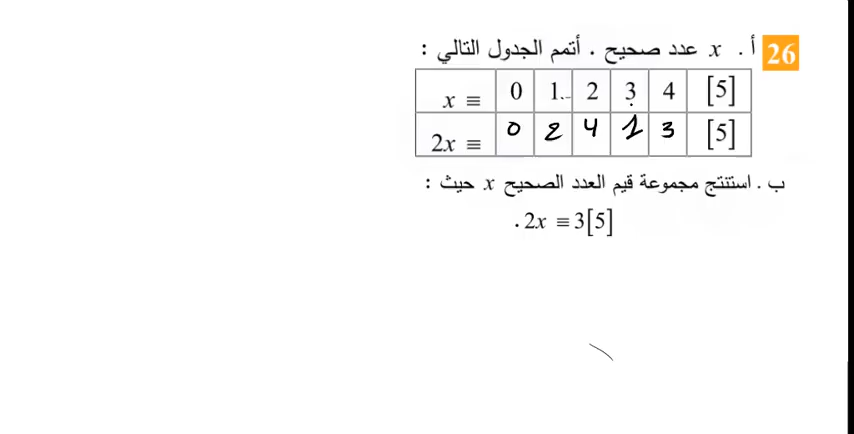 26 أ . x عدد صحيح . أتمم الجدول التالي :
x ≡ 0 1 2 3 4 [5]
2x ≡ 0 2 4 1 3 [5]
ب . استنتج مجموعة قيم العدد الصحيح x حيث :
2x ≡ 3[5] .